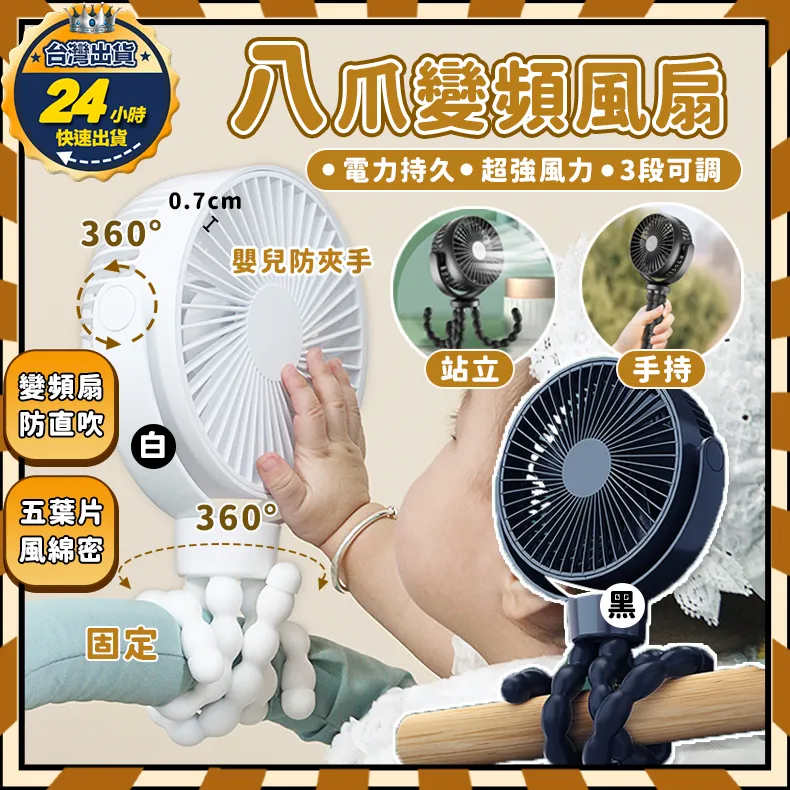 台灣出貨
24小時
快速出貨
八爪變頻風扇
•電力持久•超強風力•3段可調
0.7cm
360°
嬰兒防夾手
站立
手持
變頻扇
防直吹
白
五葉片
風綿密
360°
黑
固定